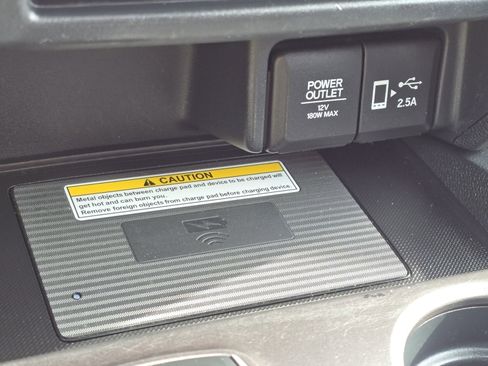 POWER
OUTLET
12V
180W MAX
2.5A
CAUTION
Metal objects between charge pad and device to be charged will
get hot and can burn you.
Remove foreign objects from charge pad before charging device